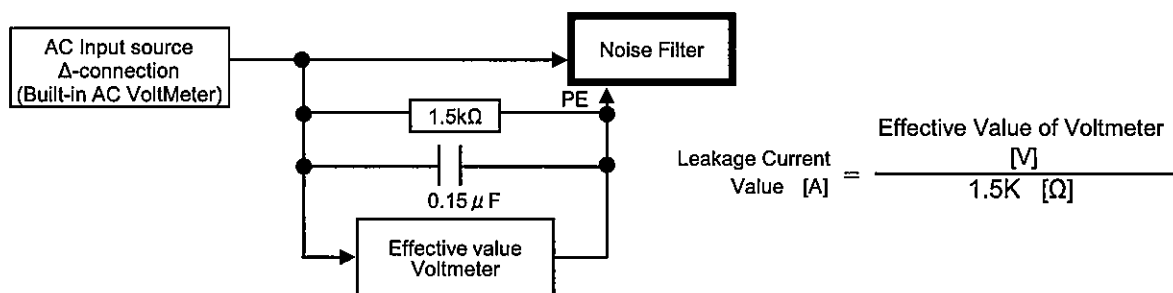 AC Input source
Δ-connection
(Built-in AC VoltMeter)
Noise Filter
PE
1.5kΩ
0.15μF
Effective value
Voltmeter
Leakage Current
Value [A]
=
Effective Value of Voltmeter
[V]
1.5K [Ω]